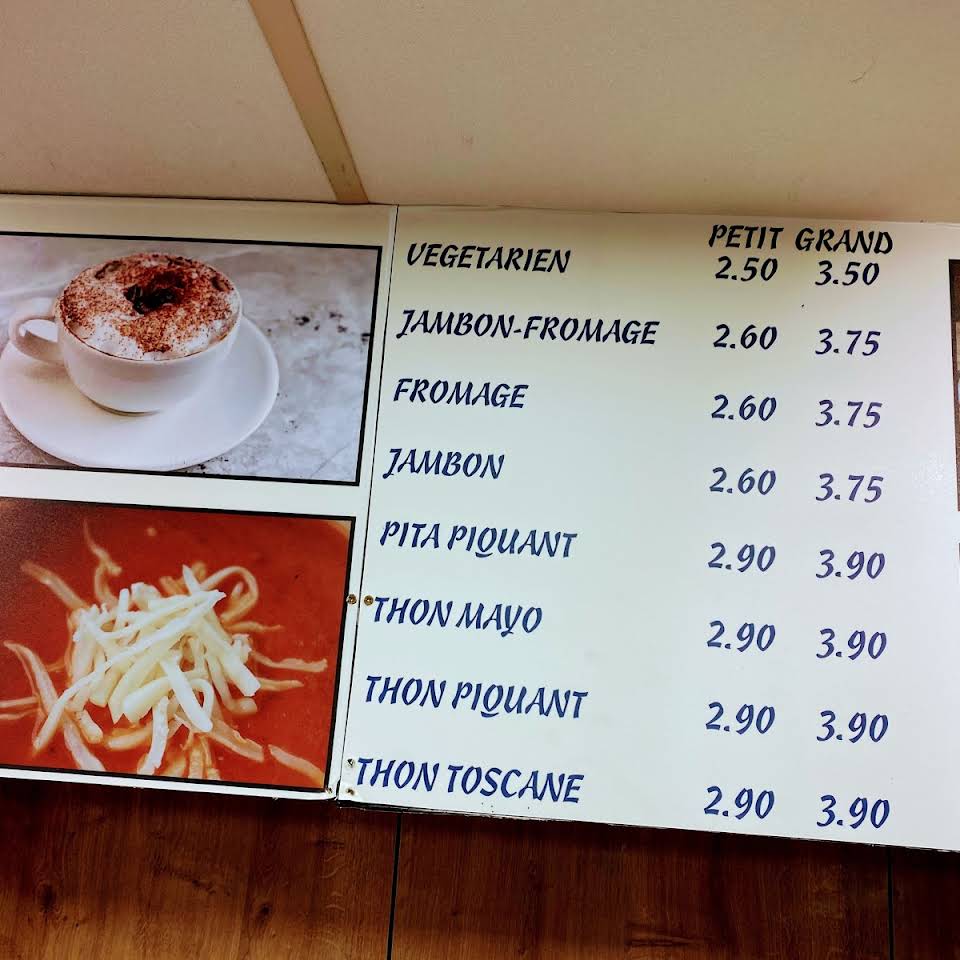 PETIT GRAND
VEGETARIEN 2.50 3.50
JAMBON-FROMAGE 2.60 3.75
FROMAGE 2.60 3.75
JAMBON 2.60 3.75
PITA PIQUANT 2.90 3.90
THON MAYO 2.90 3.90
THON PIQUANT 2.90 3.90
THON TOSCANE 2.90 3.90